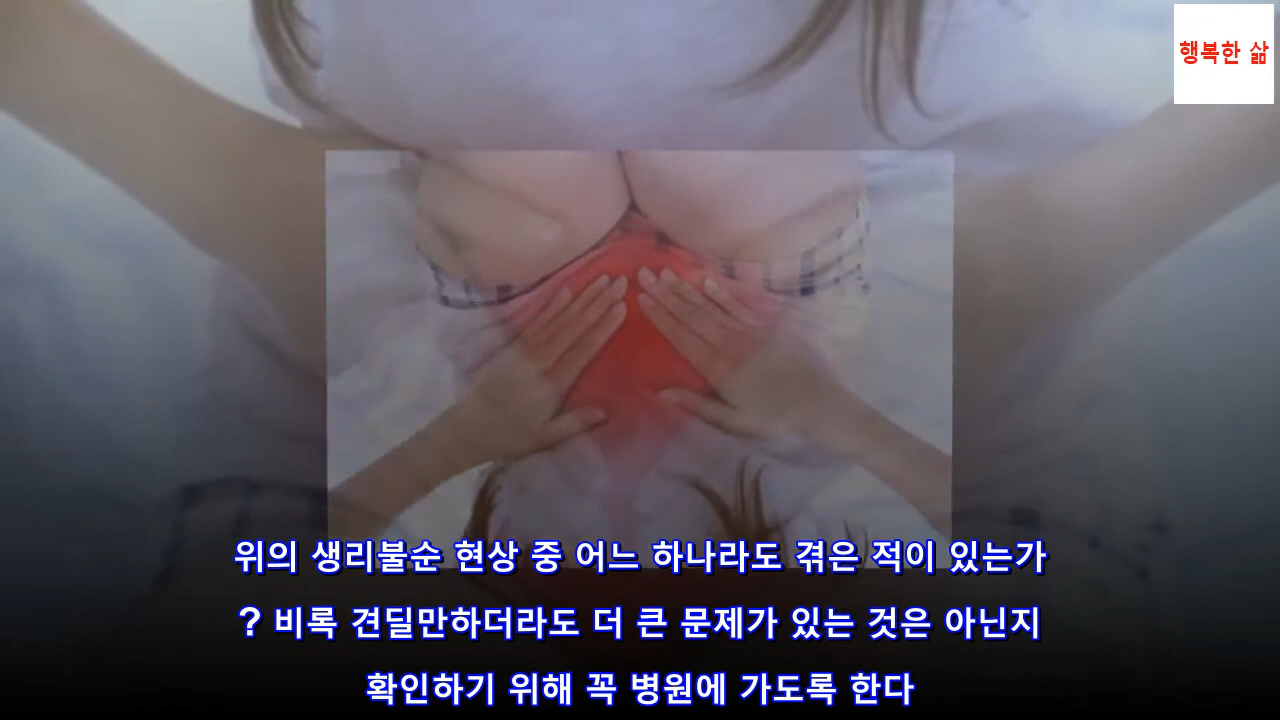 행복한 삶
위의 생리불순 현상 중 어느 하나라도 겪은 적이 있는가
? 비록 견딜만하더라도 더 큰 문제가 있는 것은 아닌지
확인하기 위해 꼭 병원에 가도록 한다